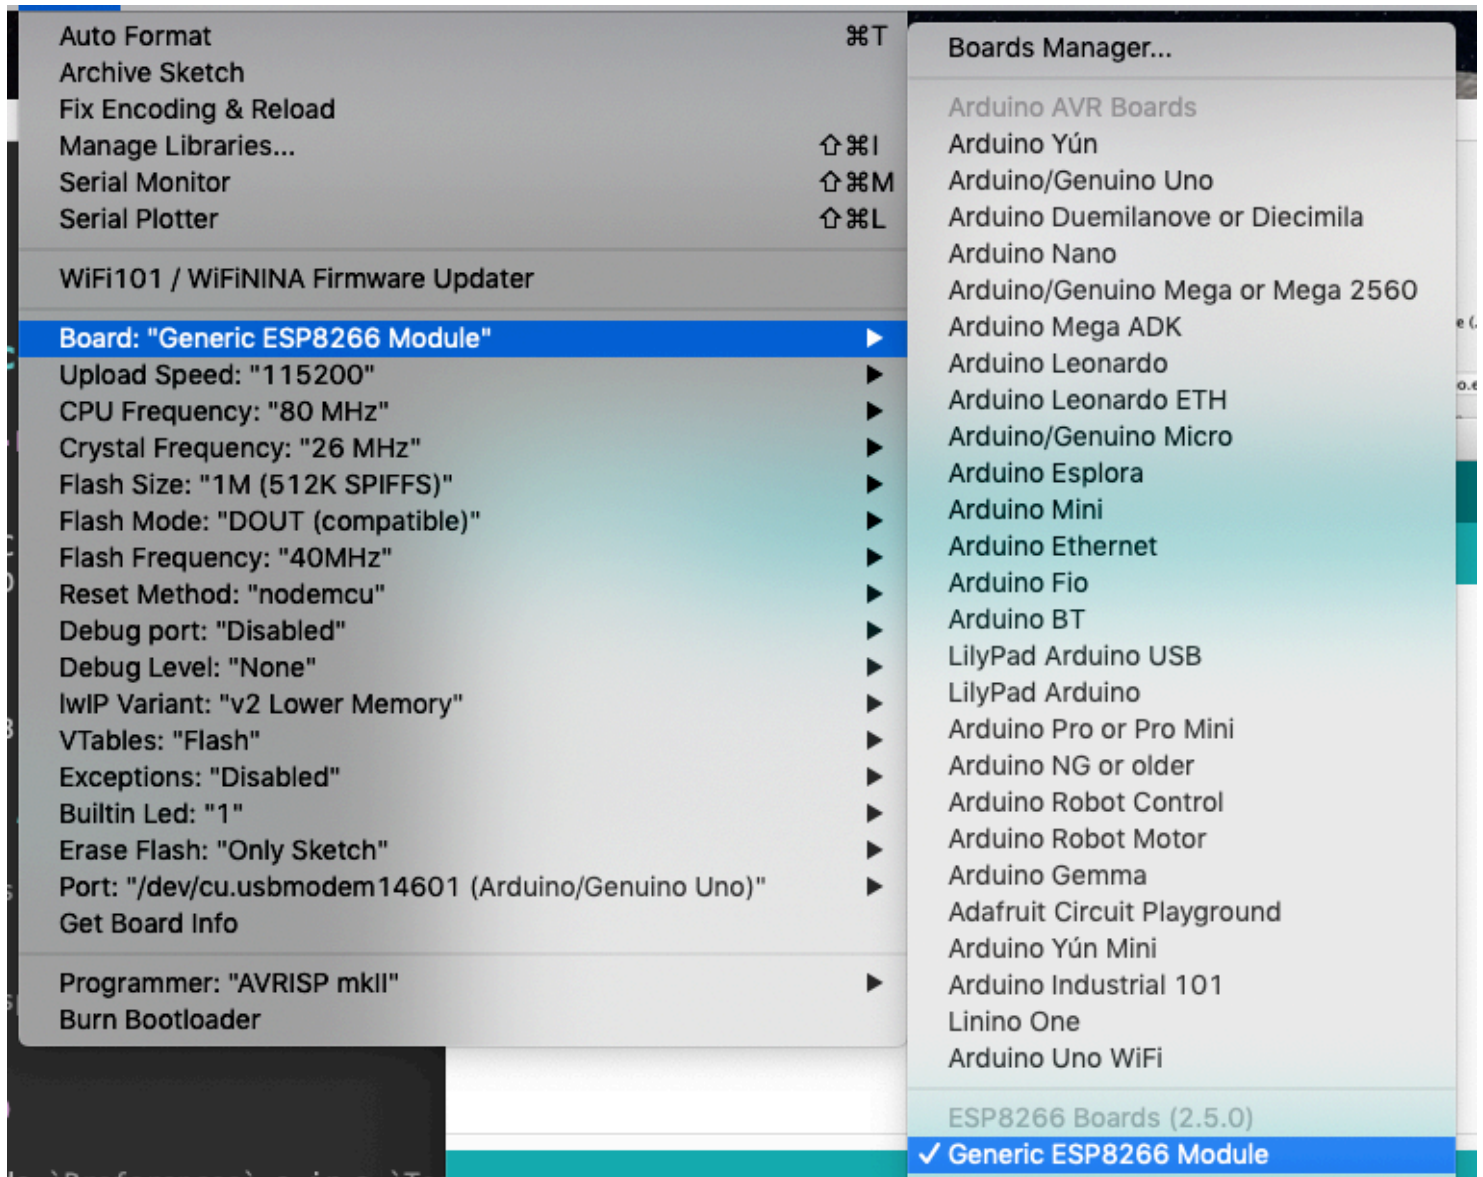 Auto Format ⌘T
Archive Sketch
Fix Encoding & Reload
Manage Libraries... ⇧⌘I
Serial Monitor ⇧⌘M
Serial Plotter ⇧⌘L
WiFi101 / WiFiNINA Firmware Updater
Board: "Generic ESP8266 Module"
Upload Speed: "115200"
CPU Frequency: "80 MHz"
Crystal Frequency: "26 MHz"
Flash Size: "1M (512K SPIFFS)"
Flash Mode: "DOUT (compatible)"
Flash Frequency: "40MHz"
Reset Method: "nodemcu"
Debug port: "Disabled"
Debug Level: "None"
lwIP Variant: "v2 Lower Memory"
VTables: "Flash"
Exceptions: "Disabled"
Builtin Led: "1"
Erase Flash: "Only Sketch"
Port: "/dev/cu.usbmodem14601 (Arduino/Genuino Uno)"
Get Board Info
Programmer: "AVRISP mkII"
Burn Bootloader
Boards Manager...
Arduino AVR Boards
Arduino Yún
Arduino/Genuino Uno
Arduino Duemilanove or Diecimila
Arduino Nano
Arduino/Genuino Mega or Mega 2560
Arduino Mega ADK
Arduino Leonardo
Arduino Leonardo ETH
Arduino/Genuino Micro
Arduino Esplora
Arduino Mini
Arduino Ethernet
Arduino Fio
Arduino BT
LilyPad Arduino USB
LilyPad Arduino
Arduino Pro or Pro Mini
Arduino NG or older
Arduino Robot Control
Arduino Robot Motor
Arduino Gemma
Adafruit Circuit Playground
Arduino Yún Mini
Arduino Industrial 101
Linino One
Arduino Uno WiFi
ESP8266 Boards (2.5.0)
✓ Generic ESP8266 Module